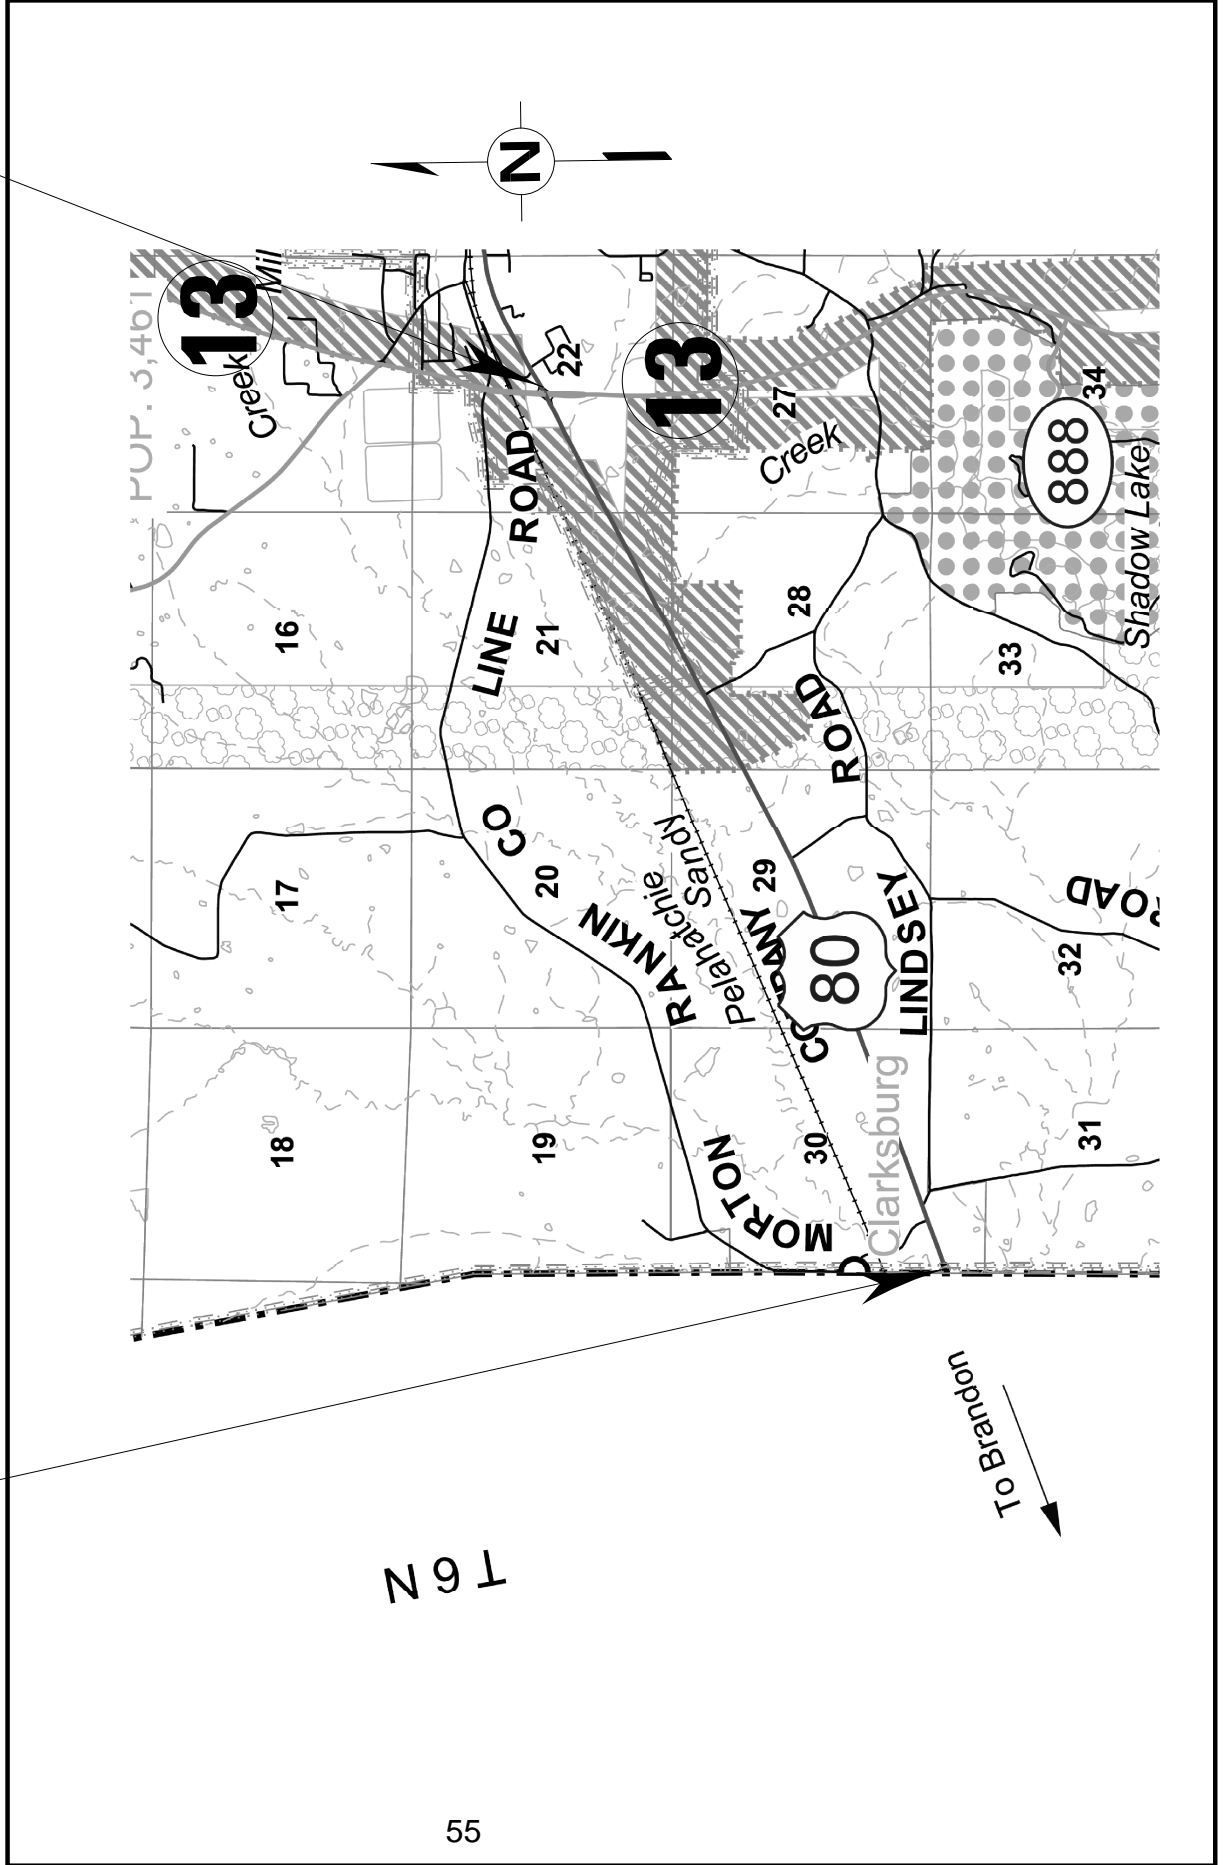 N
13
Mill
Creek
POP. 3,461
22
13
27
Creek
34
888
Shadow Lake
ROAD
LINE
CO
RANKIN
MORTON
16
21
28
33
ROAD
17
20
Sandy
Pelahatchie
29
80
LINDSEY
32
ROAD
18
19
30
31
Clarksburg
To Brandon
T 6 N
55